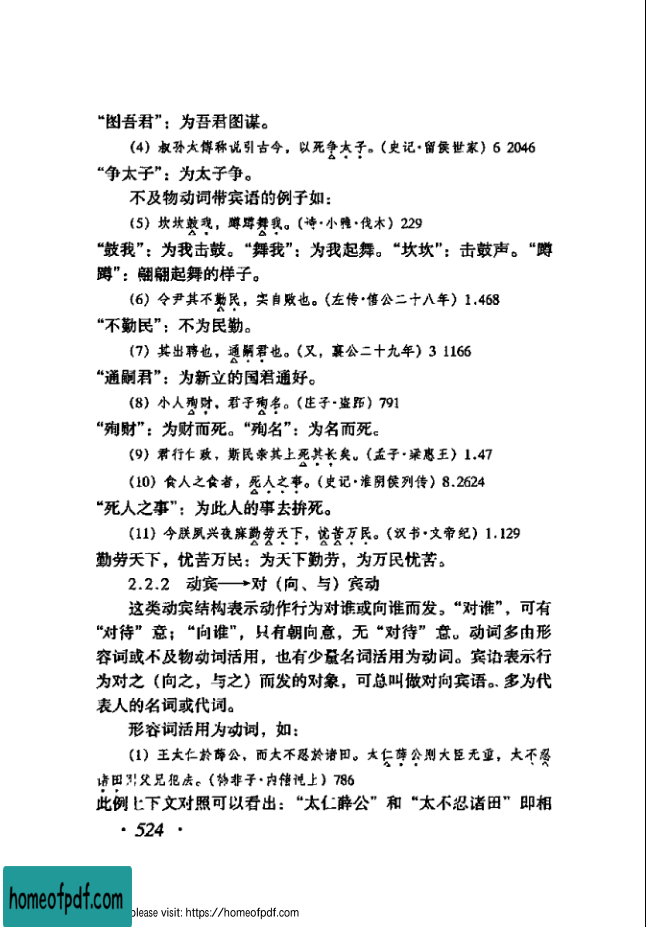 “图吾君”：为吾君图谋。
(4) 叔孙太傅称说引古今，以死争太子。(史记·留侯世家) 6 2046
“争太子”：为太子争。
不及物动词带宾语的例子如：
(5) 坎坎鼓我，蹲蹲舞我。(诗·小雅·伐木) 229
“鼓我”：为我击鼓。“舞我”：为我起舞。“坎坎”：击鼓声。“蹲
蹲”：翩翩起舞的样子。
(6) 令尹其不勤民，实自败也。(左传·僖公二十八年) 1.468
“不勤民”：不为民勤。
(7) 其出聘也，通嗣君也。(又，襄公二十九年) 3 1166
“通嗣君”：为新立的国君通好。
(8) 小人殉财，君子殉名。(庄子·盗跖) 791
“殉财”：为财而死。“殉名”：为名而死。
(9) 君行仁政，斯民亲其上死其长矣。(孟子·梁惠王) 1.47
(10) 食人之食者，死人之事。(史记·淮阴侯列传) 8.2624
“死人之事”：为此人的事去拚死。
(11) 今朕夙兴夜寐勤劳天下，忧苦万民。(汉书·文帝纪) 1.129
勤劳天下，忧苦万民：为天下勤劳，为万民忧苦。
2.2.2 动宾——→对（向、与）宾动
这类动宾结构表示动作行为对谁或向谁而发。“对谁”，可有
“对待”意；“向谁”，只有朝向意，无“对待”意。动词多由形
容词或不及物动词活用，也有少量名词活用为动词。宾语表示行
为对之（向之，与之）而发的对象，可总叫做对向宾语。、多为代
表人的名词或代词。
形容词活用为动词，如：
(1) 王太仁於薛公，而太不忍於诸田。太仁薛公则大臣无重，太不忍
诸田则父兄犯法。(韩非子·内储说上) 786
此例上下文对照可以看出：“太仁薛公”和“太不忍诸田”即相
· 524 ·
homeofpdf.com
please visit: https://homeofpdf.com